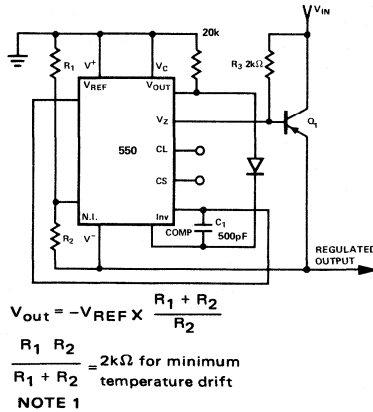 VIN
20k
R1
V+
VC
R3 2kΩ
VREF
VOUT
VZ
Q1
550
CL
CS
N.I.
Inv
C1
R2
V-
COMP
500pF
REGULATED
OUTPUT
Vout = -VREF X R1 + R2
R2
R1 R2
R1 + R2 = 2kΩ for minimum
temperature drift
NOTE 1